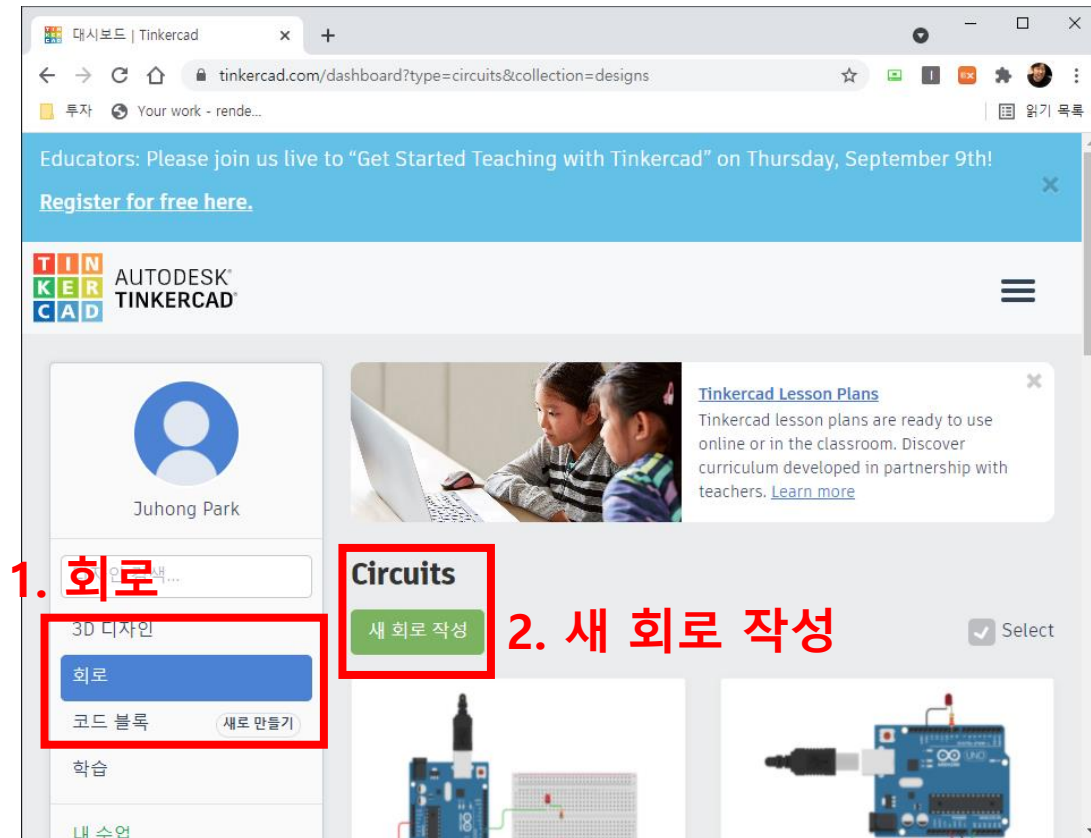 대시보드 | Tinkercad
tinkercad.com/dashboard?type=circuits&collection=designs
투자
Your work - rende...
읽기 목록
Educators: Please join us live to “Get Started Teaching with Tinkercad” on Thursday, September 9th!
Register for free here.
TIN
KER
CAD
AUTODESK®
TINKERCAD®
Juhong Park
Tinkercad Lesson Plans
Tinkercad lesson plans are ready to use
online or in the classroom. Discover
curriculum developed in partnership with
teachers. Learn more
1. 회로
3D 디자인
회로
코드 블록
새로 만들기
학습
내 수업
Circuits
새 회로 작성
2. 새 회로 작성
Select
UNO